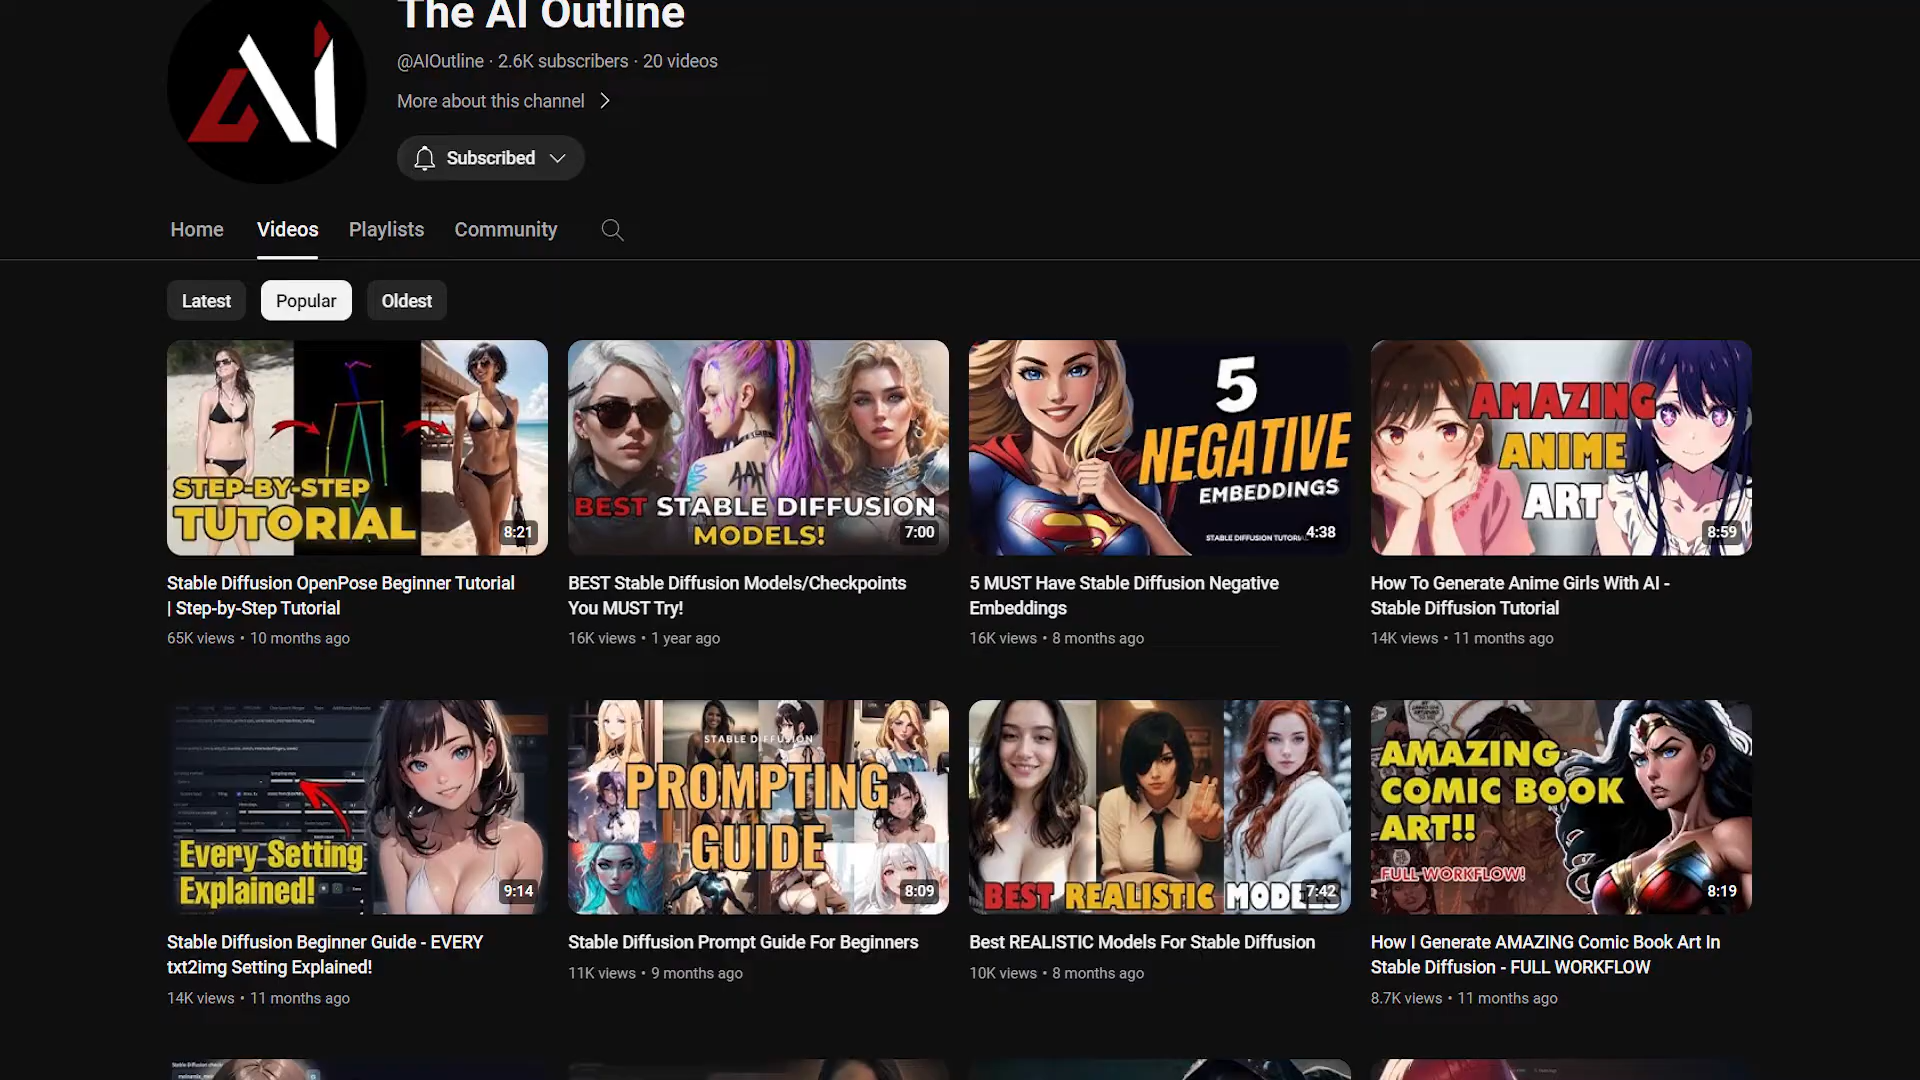 The AI Outline
@AIOutline · 2.6K subscribers · 20 videos
More about this channel
Subscribed
Home Videos Playlists Community
Latest Popular Oldest
STEP-BY-STEP
TUTORIAL
8:21
BEST STABLE DIFFUSION
MODELS!
7:00
5
NEGATIVE
EMBEDDINGS
4:38
AMAZING
ANIME
ART
8:59
Stable Diffusion OpenPose Beginner Tutorial
| Step-by-Step Tutorial
65K views • 10 months ago
BEST Stable Diffusion Models/Checkpoints
You MUST Try!
16K views • 1 year ago
5 MUST Have Stable Diffusion Negative
Embeddings
16K views • 8 months ago
How To Generate Anime Girls With AI -
Stable Diffusion Tutorial
14K views • 11 months ago
Every Setting
Explained!
9:14
STABLE DIFFUSION
PROMPTING
GUIDE
8:09
BEST REALISTIC
7:42
AMAZING
COMIC BOOK
ART!!
FULL WORKFLOW!
8:19
Stable Diffusion Beginner Guide - EVERY
txt2img Setting Explained!
14K views • 11 months ago
Stable Diffusion Prompt Guide For Beginners
11K views • 9 months ago
Best REALISTIC Models For Stable Diffusion
10K views • 8 months ago
How I Generate AMAZING Comic Book Art In
Stable Diffusion - FULL WORKFLOW
8.7K views • 11 months ago